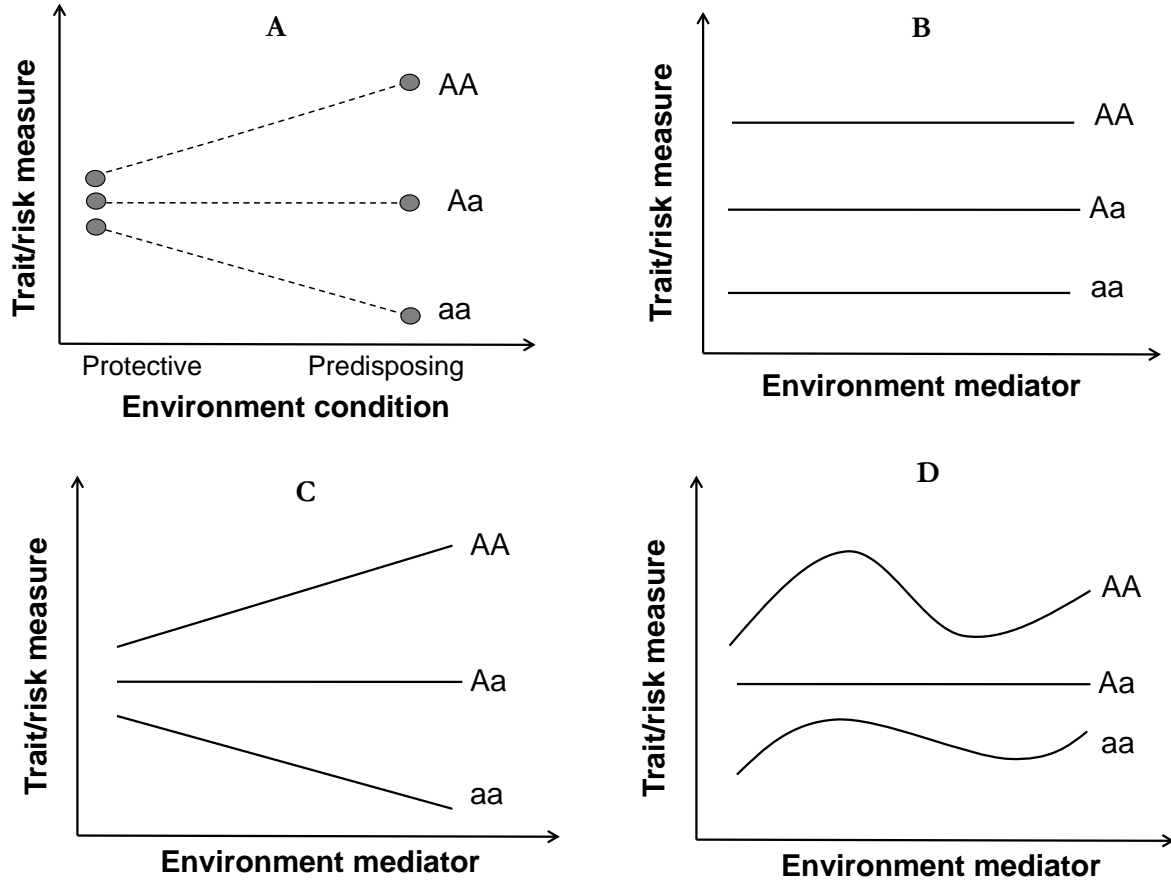 A
Trait/risk measure
AA
Aa
aa
Protective
Predisposing
Environment condition
B
Trait/risk measure
AA
Aa
aa
Environment mediator
C
Trait/risk measure
AA
Aa
aa
Environment mediator
D
Trait/risk measure
AA
Aa
aa
Environment mediator